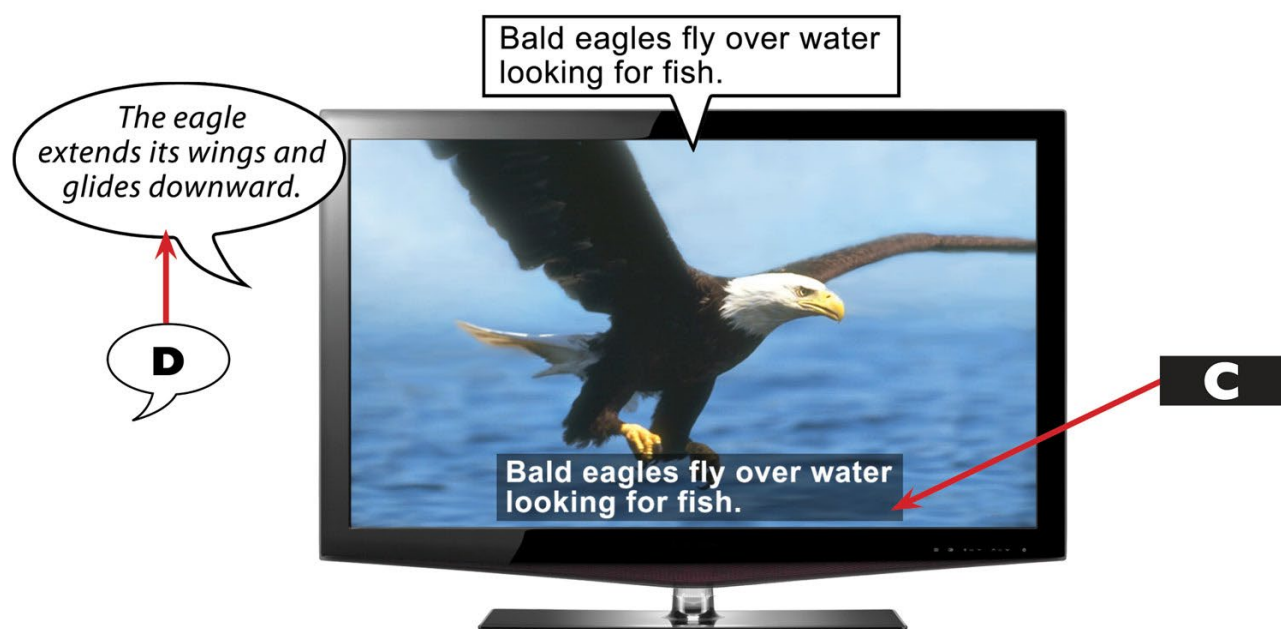 Bald eagles fly over water
looking for fish.
The eagle
extends its wings and
glides downward.
D
C
Bald eagles fly over water
looking for fish.